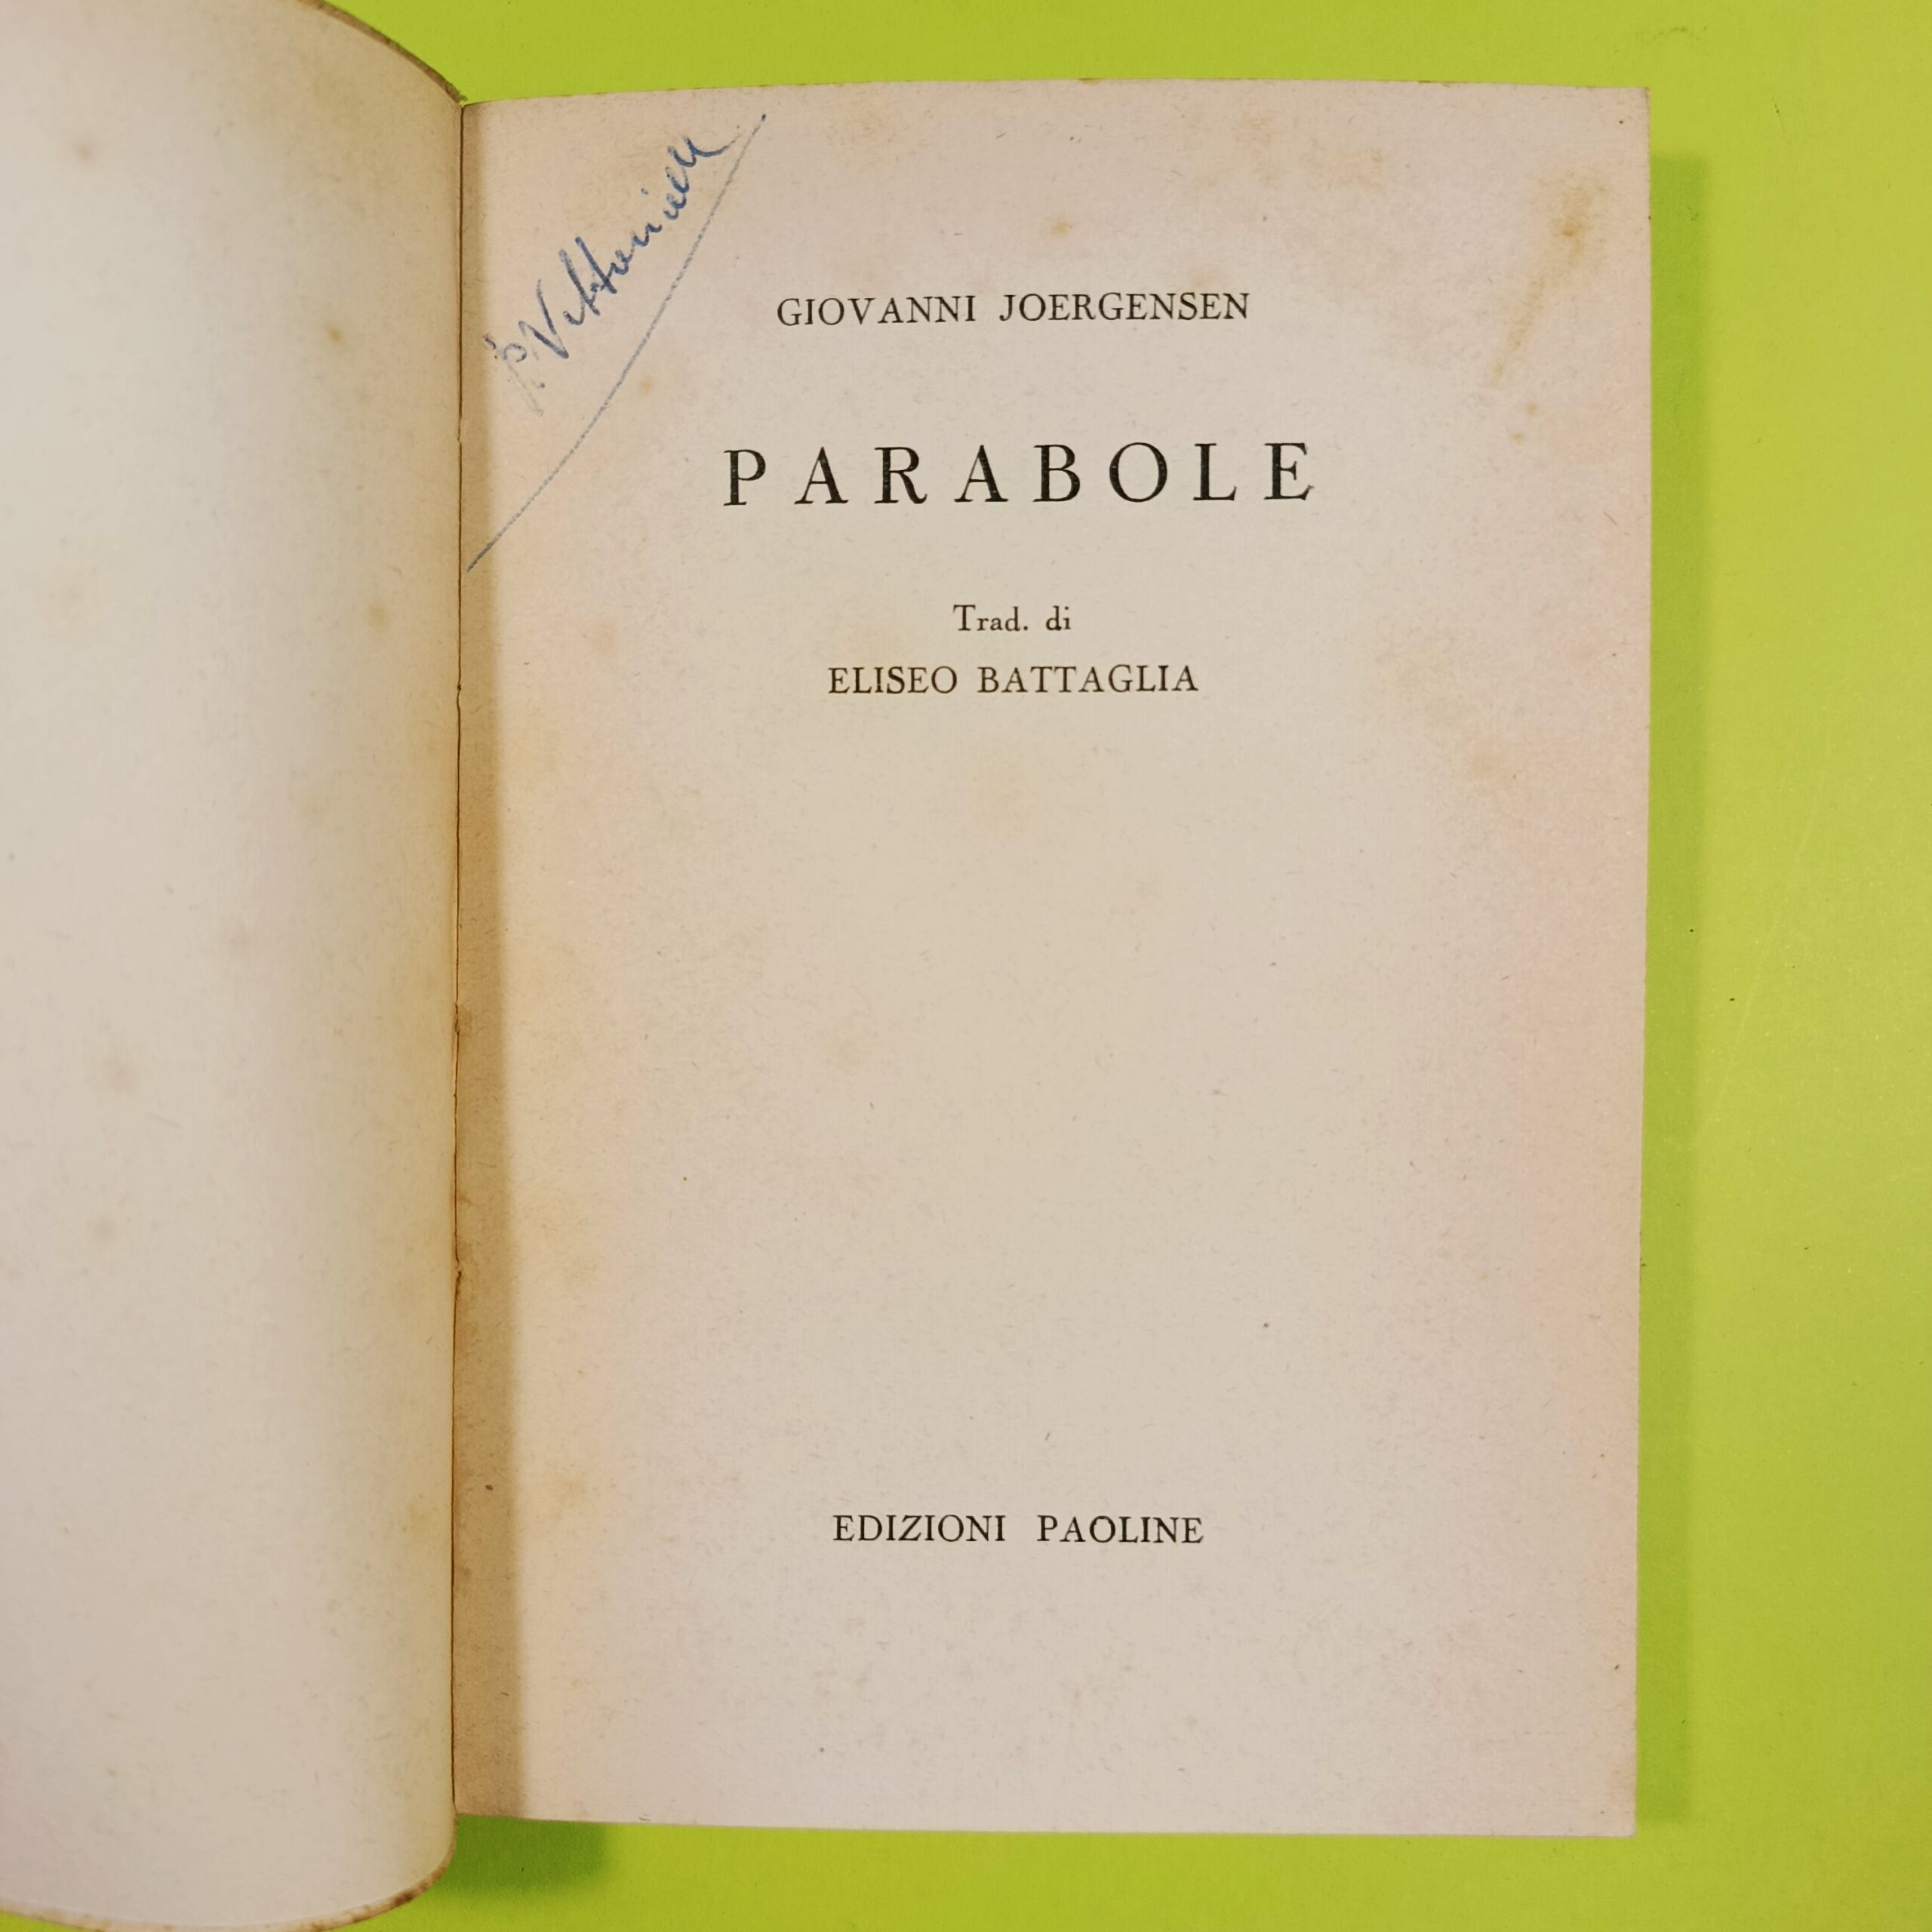 GIOVANNI JOERGENSEN
PARABOLE
Trad. di
ELISEO BATTAGLIA
EDIZIONI PAOLINE